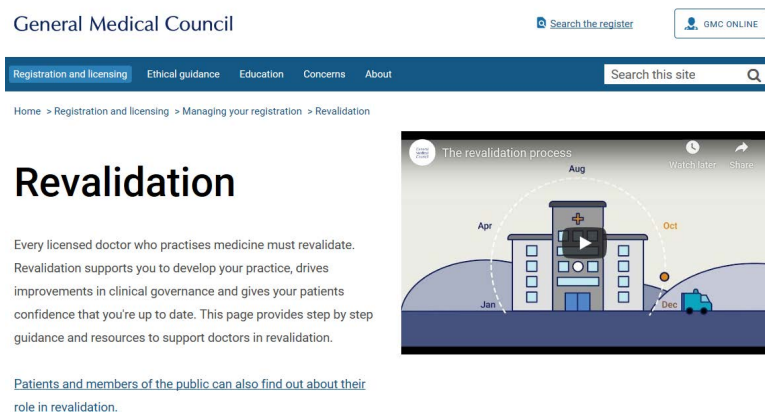 General Medical Council
Search the register
GMC ONLINE
Registration and licensing Ethical guidance Education Concerns About
Search this site
Home > Registration and licensing > Managing your registration > Revalidation
Revalidation
Every licensed doctor who practises medicine must revalidate.
Revalidation supports you to develop your practice, drives
improvements in clinical governance and gives your patients
confidence that you're up to date. This page provides step by step
guidance and resources to support doctors in revalidation.
Patients and members of the public can also find out about their
role in revalidation.
General Medical Council
The revalidation process
Watch later Share
Aug
Apr Oct
Jan Dec